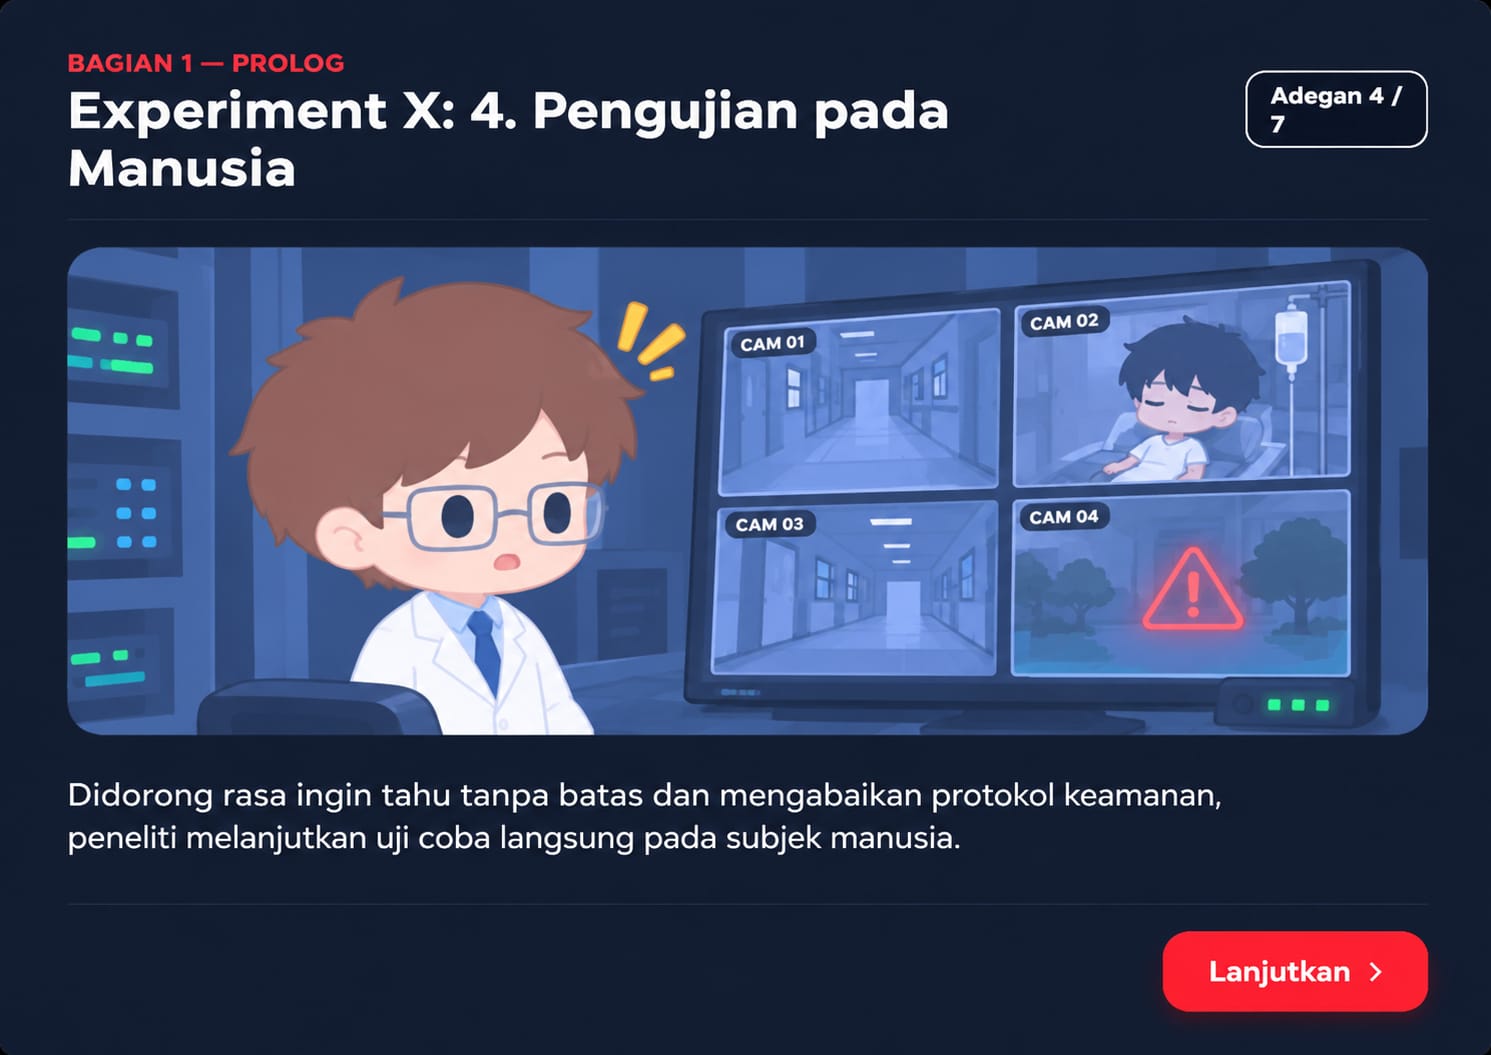 BAGIAN 1 — PROLOG
Experiment X: 4. Pengujian pada
Manusia
Adegan 4 /
7
CAM 01
CAM 02
CAM 03
CAM 04
Didorong rasa ingin tahu tanpa batas dan mengabaikan protokol keamanan,
peneliti melanjutkan uji coba langsung pada subjek manusia.
Lanjutkan